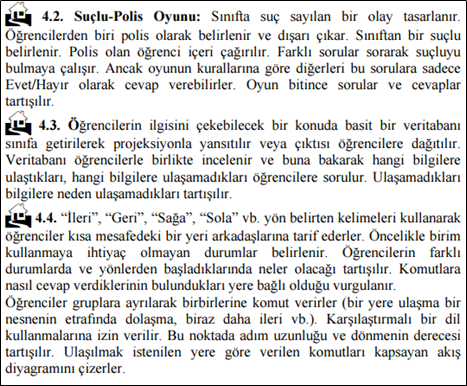 4.2. Suçlu-Polis Oyunu: Sınıfta suç sayılan bir olay tasarlanır.
Öğrencilerden biri polis olarak belirlenir ve dışarı çıkar. Sınıftan bir suçlu
belirlenir. Polis olan öğrenci içeri çağırılır. Farklı sorular sorarak suçluyu
bulmaya çalışır. Ancak oyunun kurallarına göre diğerleri bu sorulara sadece
Evet/Hayır olarak cevap verebilirler. Oyun bitince sorular ve cevaplar
tartışılır.
4.3. Öğrencilerin ilgisini çekebilecek bir konuda basit bir veritabanı
sınıfa getirilerek projeksiyonla yansıtılır veya çıktısı öğrencilere dağıtılır.
Veritabanı öğrencilerle birlikte incelenir ve buna bakarak hangi bilgilere
ulaştıkları, hangi bilgilere ulaşamadıkları öğrencilere sorulur. Ulaşamadıkları
bilgilere neden ulaşamadıkları tartışılır.
4.4. “İleri”, “Geri”, “Sağa”, “Sola” vb. yön belirten kelimeleri kullanarak
öğrenciler kısa mesafedeki bir yeri arkadaşlarına tarif ederler. Öncelikle birim
kullanmaya ihtiyaç olmayan durumlar belirlenir. Öğrencilerin farklı
durumlarda ve yönlerden başladıklarında neler olacağı tartışılır. Komutlara
nasıl cevap verdiklerinin bulundukları yere bağlı olduğu vurgulanır.
Öğrenciler gruplara ayrılarak birbirlerine komut verirler (bir yere ulaşma bir
nesnenin etrafında dolaşma, biraz daha ileri vb.). Karşılaştırmalı bir dil
kullanmalarına izin verilir. Bu noktada adım uzunluğu ve dönmenin derecesi
tartışılır. Ulaşılmak istenilen yere göre verilen komutları kapsayan akış
diyagramını çizerler.